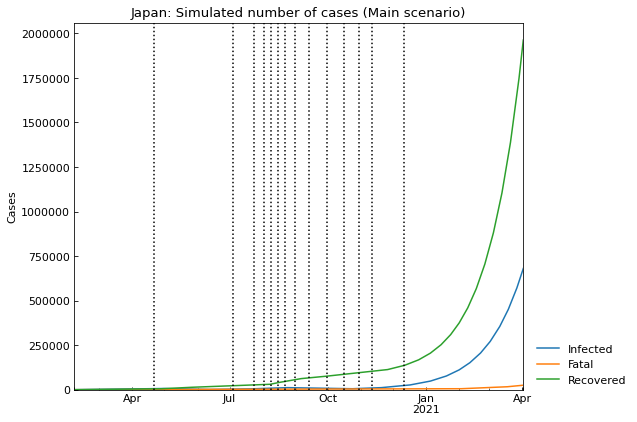 Japan: Simulated number of cases (Main scenario)
Cases
2000000
1750000
1500000
1250000
1000000
750000
500000
250000
0
Apr
Jul
Oct
Jan
2021
Apr
Infected
Fatal
Recovered